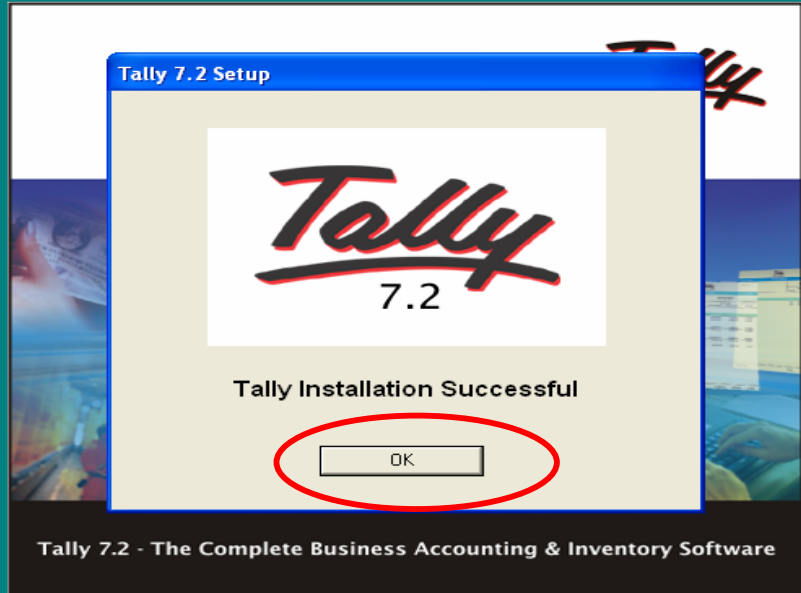 Tally
Tally 7.2 Setup
Tally
7.2
Tally Installation Successful
OK
Tally 7.2 - The Complete Business Accounting & Inventory Software